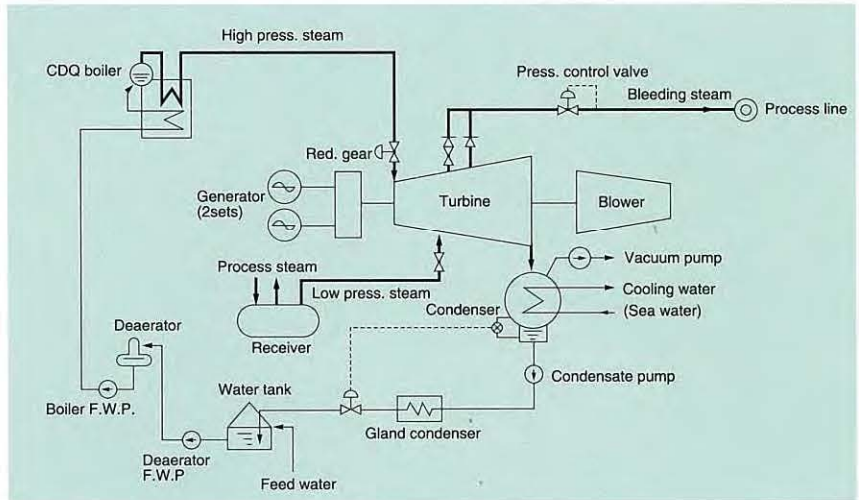 High press. steam
CDQ boiler
Press. control valve
Bleeding steam
Process line
Red. gear
Generator
(2sets)
Turbine
Blower
Process steam
Low press. steam
Receiver
Condenser
Vacuum pump
Cooling water
(Sea water)
Deaerator
Water tank
Condensate pump
Boiler F.W.P.
Gland condenser
Deaerator
F.W.P
Feed water